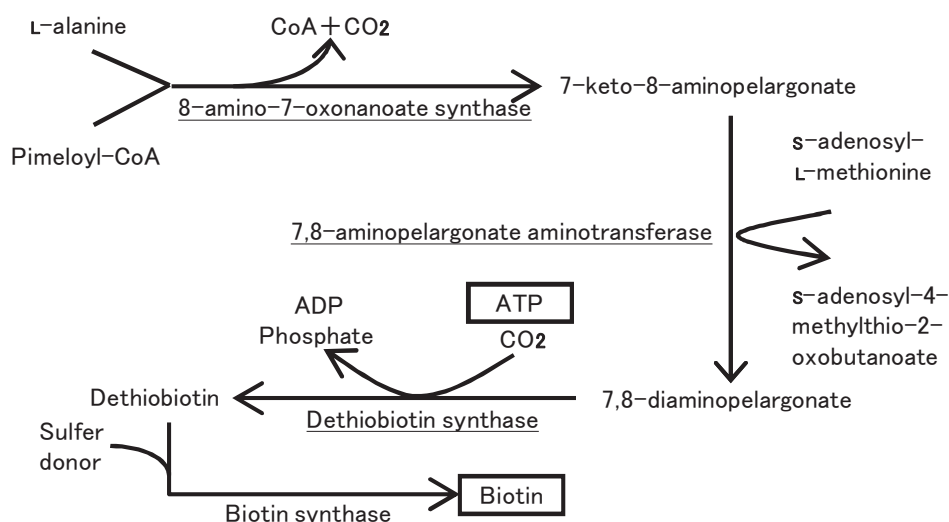 L-alanine
CoA+CO2
8-amino-7-oxonanoate synthase
7-keto-8-aminopelargonate
Pimeloyl-CoA
S-adenosyl-
L-methionine
7,8-aminopelargonate aminotransferase
S-adenosyl-4-
methylthio-2-
oxobutanoate
ADP
Phosphate
ATP
CO2
Dethiobiotin
Dethiobiotin synthase
7,8-diaminopelargonate
Sulfer
donor
Biotin synthase
Biotin